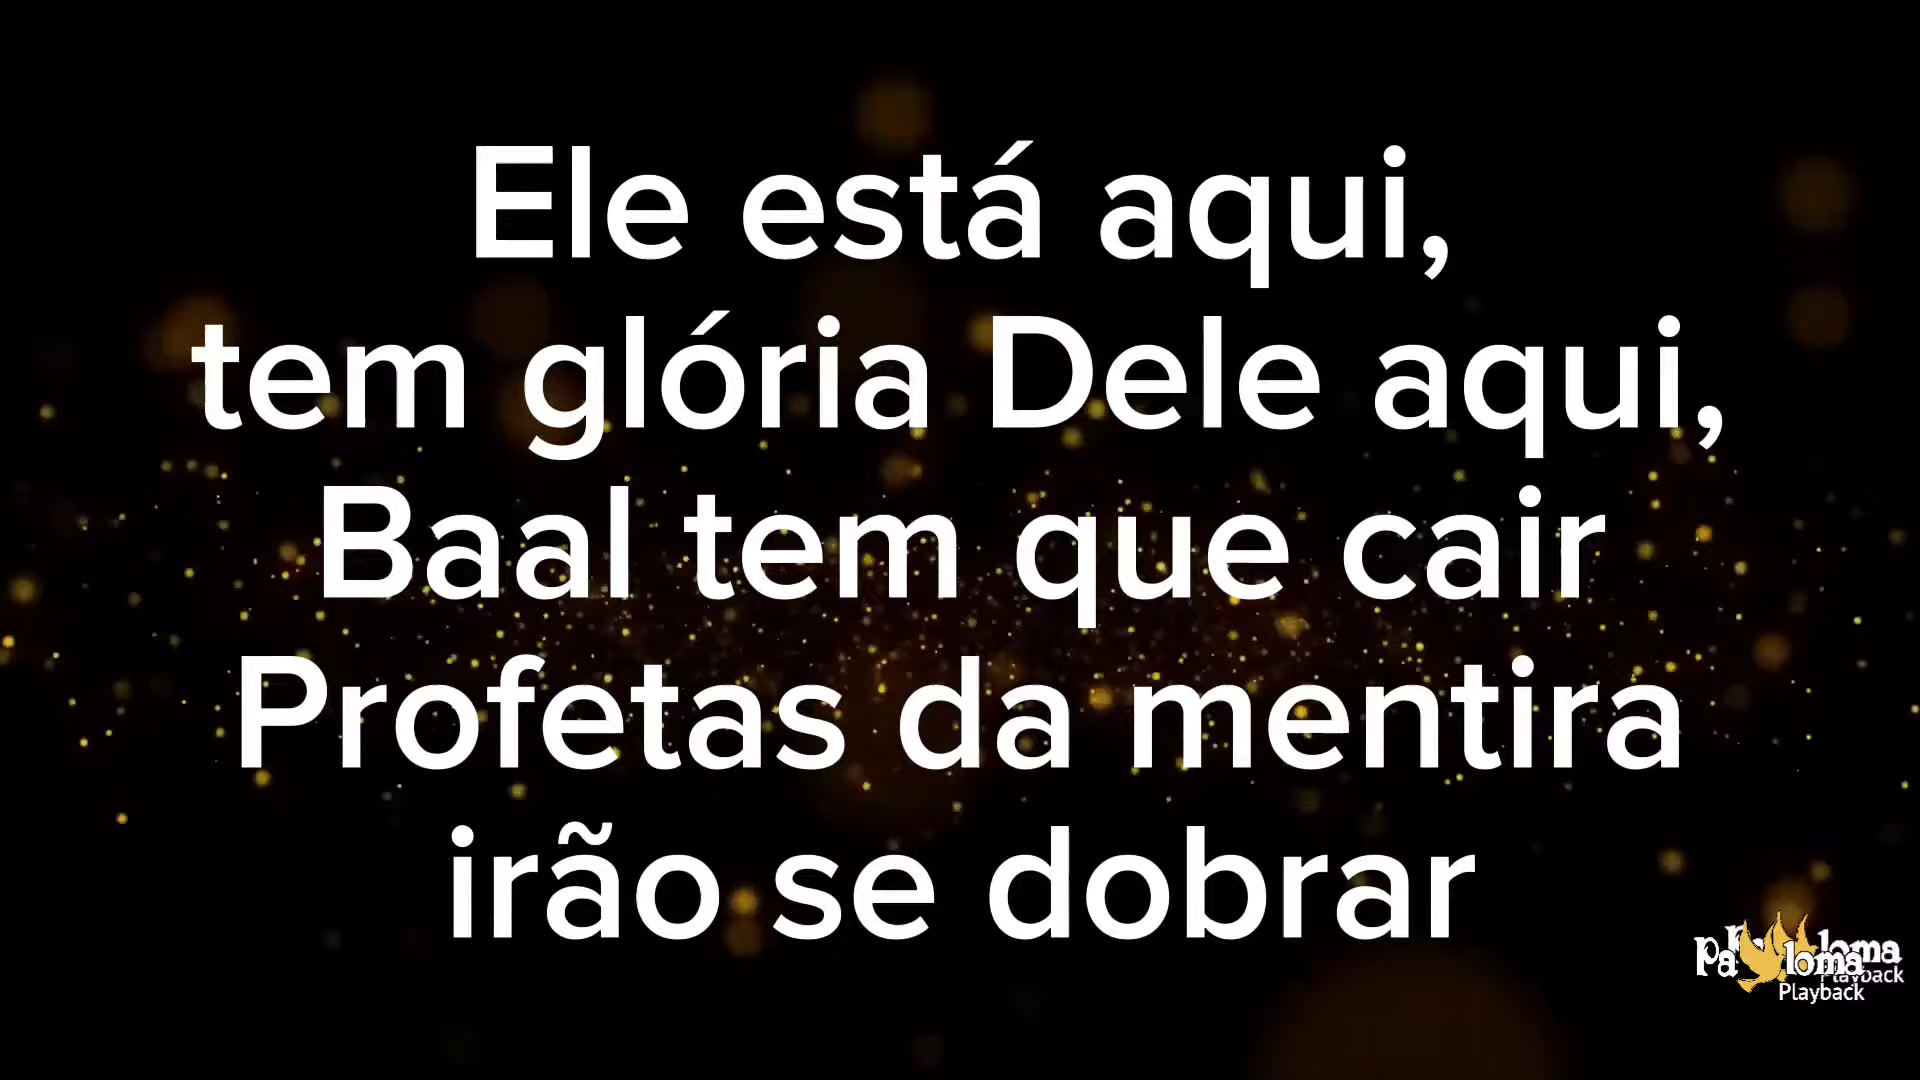 Ele está aqui,
tem glória Dele aqui,
Baal tem que cair
Profetas da mentira
irão se dobrar
paloma
Playback
Playback